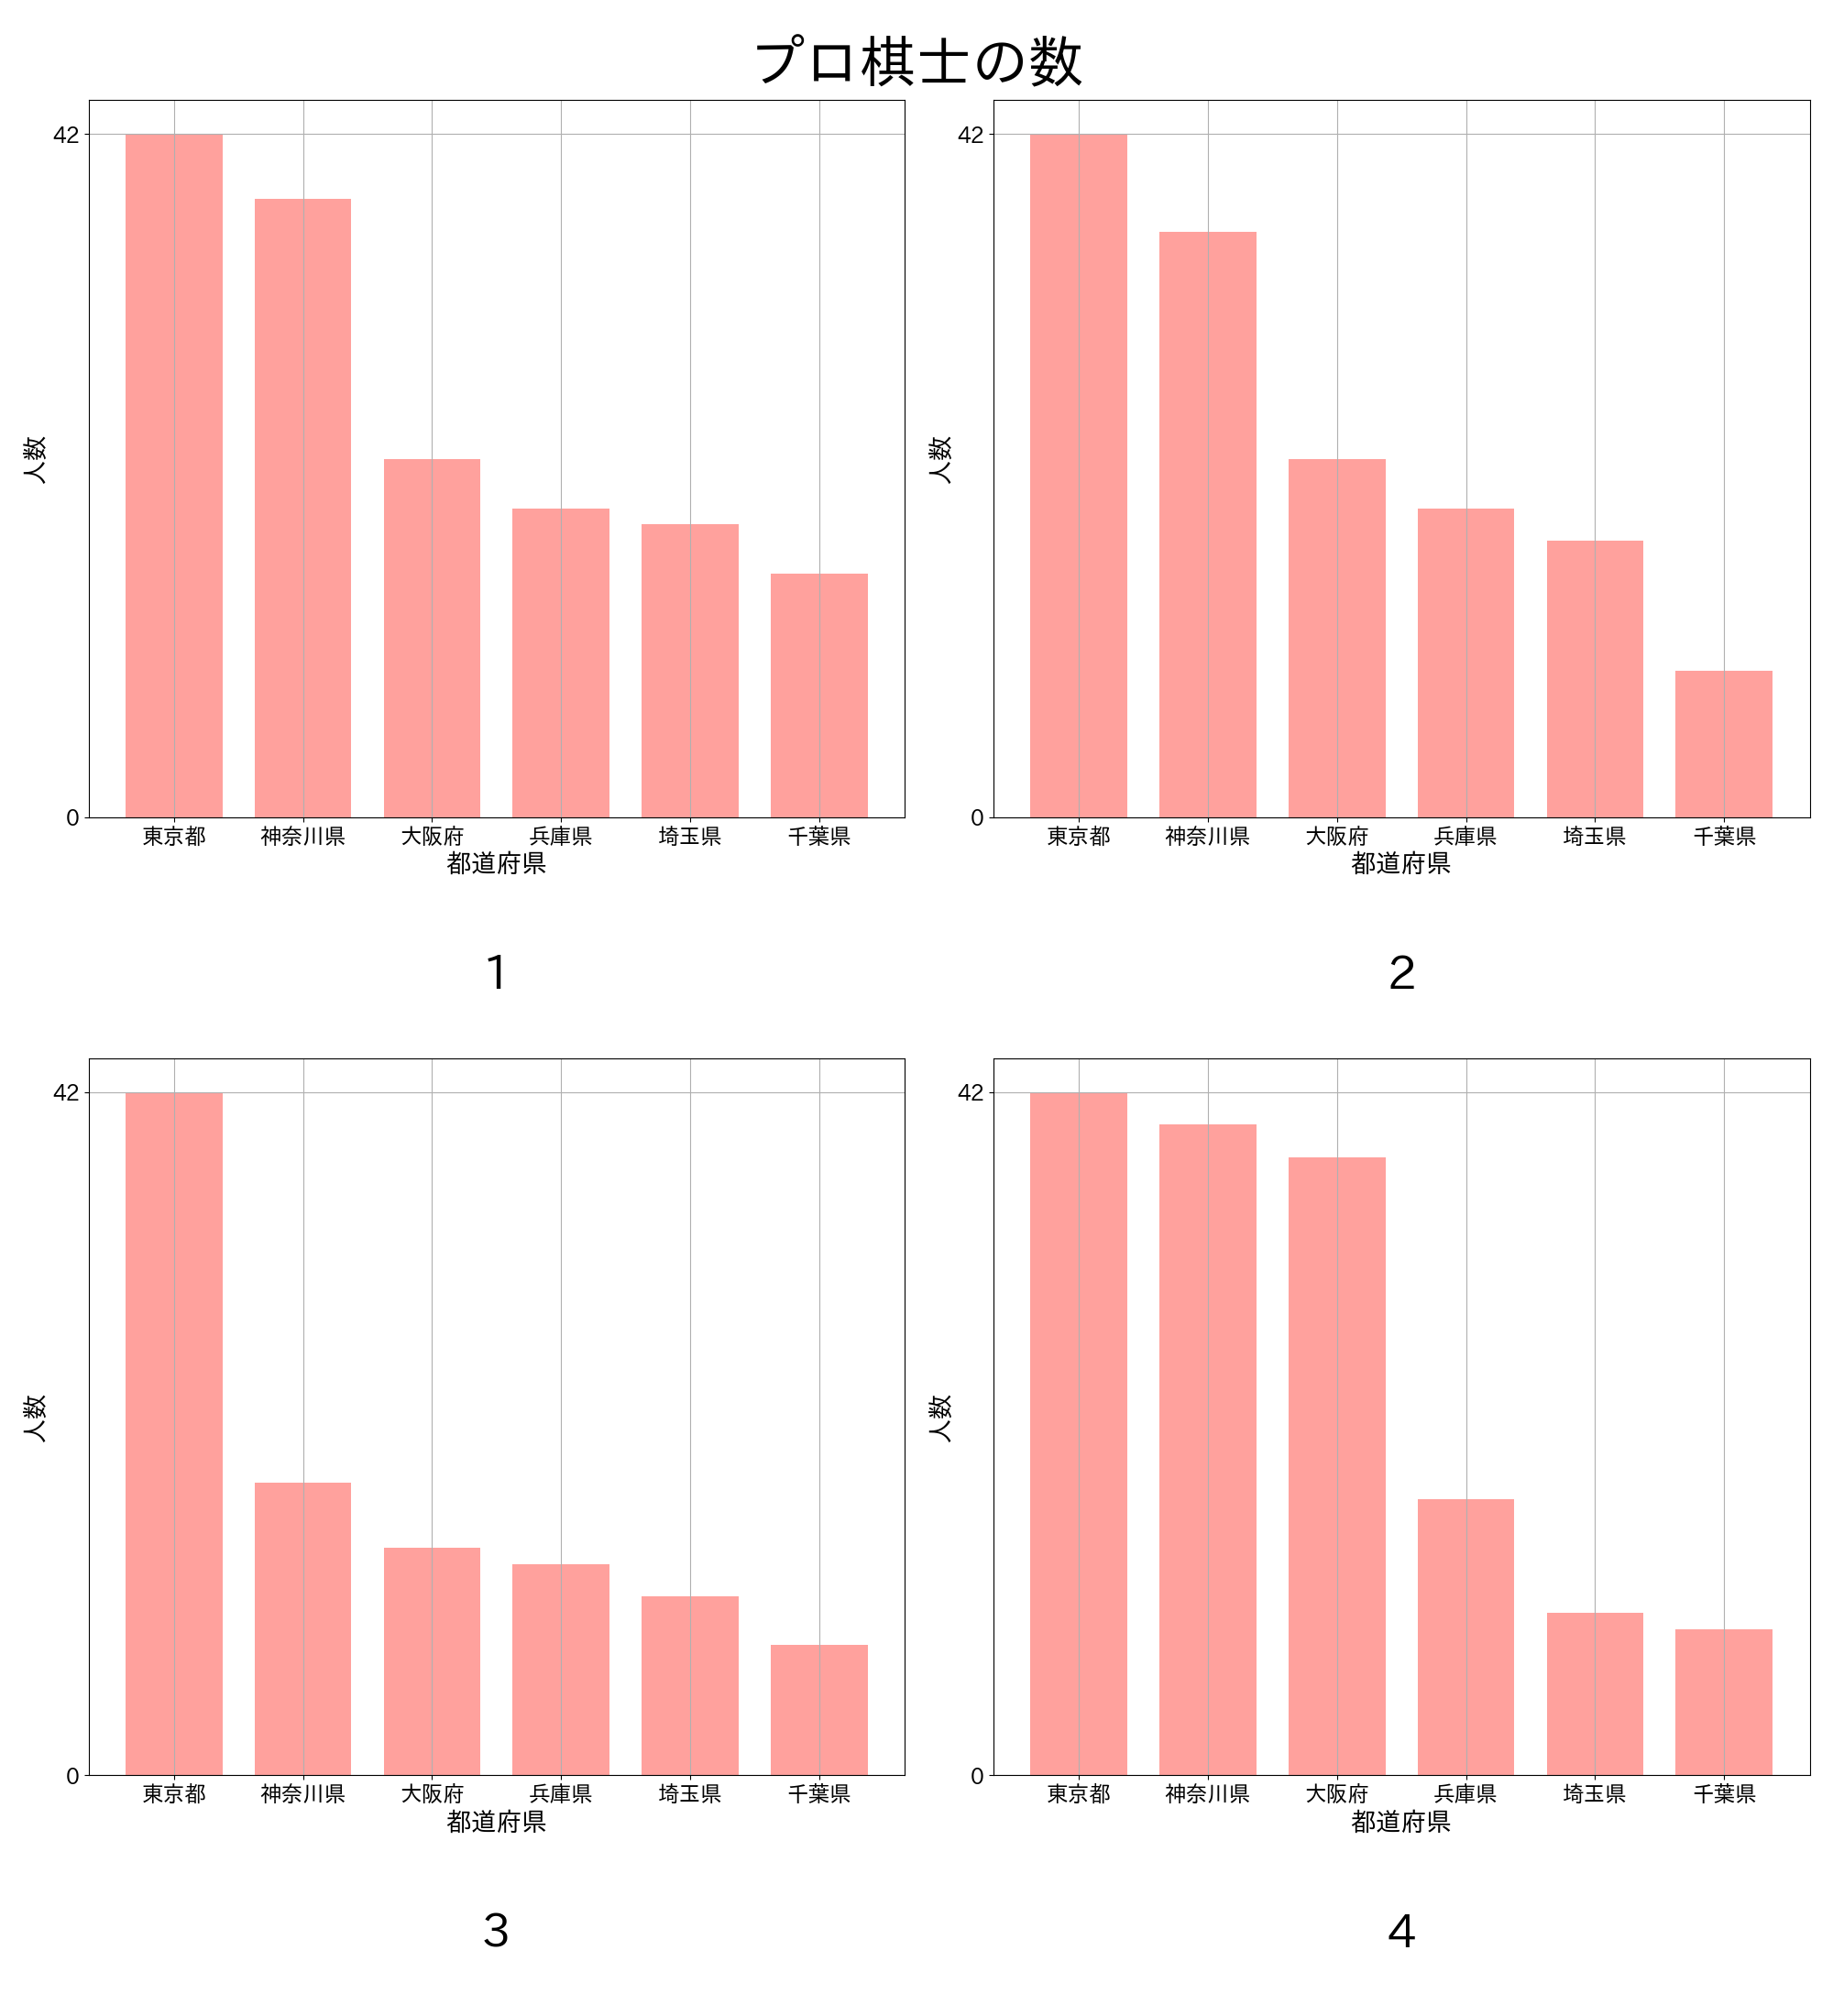 プロ棋士の数
42
0
人数
東京都 神奈川県 大阪府 兵庫県 埼玉県 千葉県
都道府県
1
42
0
人数
東京都 神奈川県 大阪府 兵庫県 埼玉県 千葉県
都道府県
2
42
0
人数
東京都 神奈川県 大阪府 兵庫県 埼玉県 千葉県
都道府県
3
42
0
人数
東京都 神奈川県 大阪府 兵庫県 埼玉県 千葉県
都道府県
4